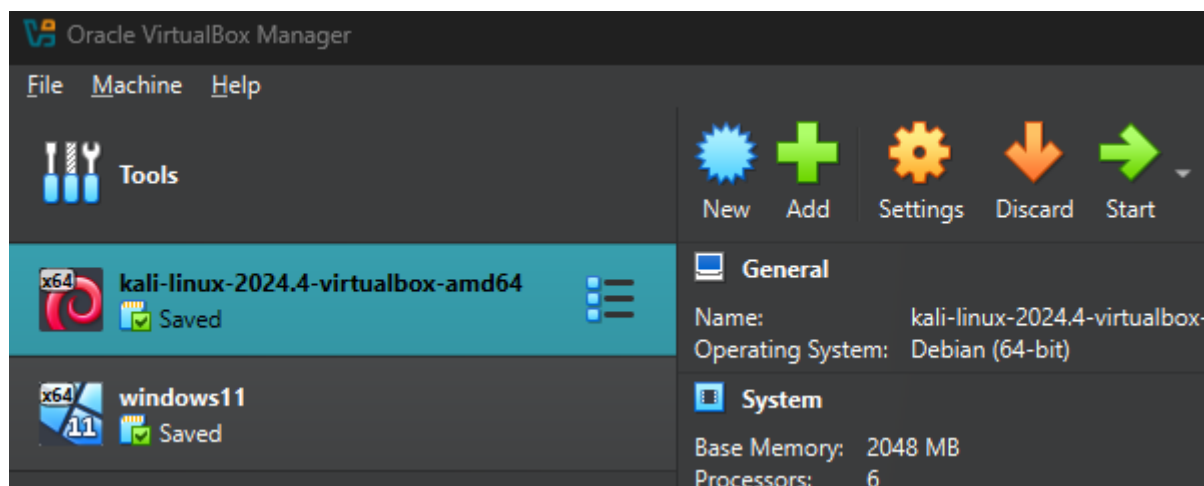 Oracle VirtualBox Manager
File Machine Help
Tools
New Add Settings Discard Start
x64
kali-linux-2024.4-virtualbox-amd64
Saved
x64
11
windows11
Saved
General
Name: kali-linux-2024.4-virtualbox-
Operating System: Debian (64-bit)
System
Base Memory: 2048 MB
Processors: 6